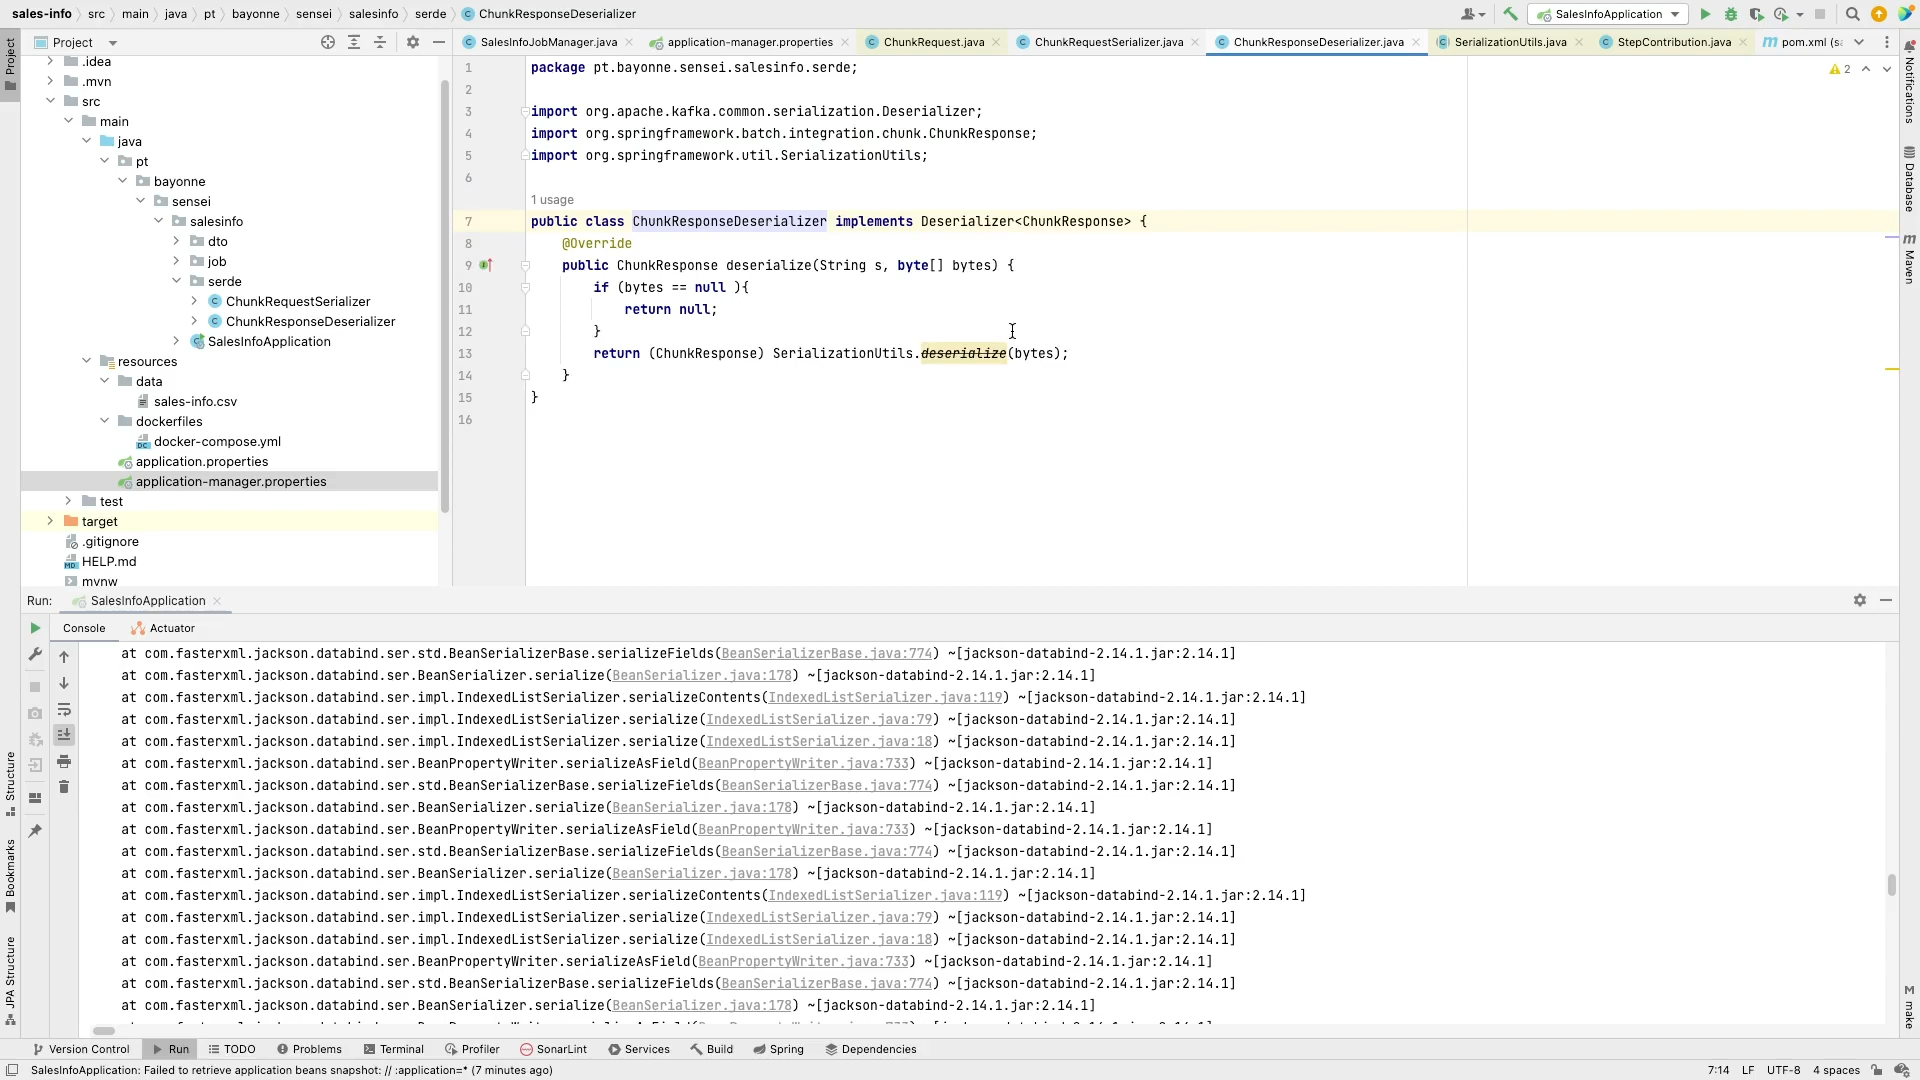 sales-info › src › main › java › pt › bayonne › sensei › salesinfo › serde › ChunkResponseDeserializer
SalesInfoApplication
Project
SalesInfoJobManager.java
application-manager.properties
ChunkRequest.java
ChunkRequestSerializer.java
ChunkResponseDeserializer.java
SerializationUtils.java
StepContribution.java
pom.xml (sa
Project
Structure
Bookmarks
JPA Structure
.idea
.mvn
src
main
java
pt
bayonne
sensei
salesinfo
dto
job
serde
ChunkRequestSerializer
ChunkResponseDeserializer
SalesInfoApplication
resources
data
sales-info.csv
dockerfiles
docker-compose.yml
application.properties
application-manager.properties
test
target
.gitignore
HELP.md
mvnw
2
1 package pt.bayonne.sensei.salesinfo.serde;
2
3 import org.apache.kafka.common.serialization.Deserializer;
4 import org.springframework.batch.integration.chunk.ChunkResponse;
5 import org.springframework.util.SerializationUtils;
6
1 usage
7 public class ChunkResponseDeserializer implements Deserializer<ChunkResponse> {
8 @Override
9 public ChunkResponse deserialize(String s, byte[] bytes) {
10 if (bytes == null ){
11 return null;
12 }
13 return (ChunkResponse) SerializationUtils.deserialize(bytes);
14 }
15 }
16
Notifications
Database
Maven
make
Run: SalesInfoApplication
Console Actuator
at com.fasterxml.jackson.databind.ser.std.BeanSerializerBase.serializeFields(BeanSerializerBase.java:774) ~[jackson-databind-2.14.1.jar:2.14.1]
at com.fasterxml.jackson.databind.ser.BeanSerializer.serialize(BeanSerializer.java:178) ~[jackson-databind-2.14.1.jar:2.14.1]
at com.fasterxml.jackson.databind.ser.impl.IndexedListSerializer.serializeContents(IndexedListSerializer.java:119) ~[jackson-databind-2.14.1.jar:2.14.1]
at com.fasterxml.jackson.databind.ser.impl.IndexedListSerializer.serialize(IndexedListSerializer.java:79) ~[jackson-databind-2.14.1.jar:2.14.1]
at com.fasterxml.jackson.databind.ser.impl.IndexedListSerializer.serialize(IndexedListSerializer.java:18) ~[jackson-databind-2.14.1.jar:2.14.1]
at com.fasterxml.jackson.databind.ser.BeanPropertyWriter.serializeAsField(BeanPropertyWriter.java:733) ~[jackson-databind-2.14.1.jar:2.14.1]
at com.fasterxml.jackson.databind.ser.std.BeanSerializerBase.serializeFields(BeanSerializerBase.java:774) ~[jackson-databind-2.14.1.jar:2.14.1]
at com.fasterxml.jackson.databind.ser.BeanSerializer.serialize(BeanSerializer.java:178) ~[jackson-databind-2.14.1.jar:2.14.1]
at com.fasterxml.jackson.databind.ser.BeanPropertyWriter.serializeAsField(BeanPropertyWriter.java:733) ~[jackson-databind-2.14.1.jar:2.14.1]
at com.fasterxml.jackson.databind.ser.std.BeanSerializerBase.serializeFields(BeanSerializerBase.java:774) ~[jackson-databind-2.14.1.jar:2.14.1]
at com.fasterxml.jackson.databind.ser.BeanSerializer.serialize(BeanSerializer.java:178) ~[jackson-databind-2.14.1.jar:2.14.1]
at com.fasterxml.jackson.databind.ser.impl.IndexedListSerializer.serializeContents(IndexedListSerializer.java:119) ~[jackson-databind-2.14.1.jar:2.14.1]
at com.fasterxml.jackson.databind.ser.impl.IndexedListSerializer.serialize(IndexedListSerializer.java:79) ~[jackson-databind-2.14.1.jar:2.14.1]
at com.fasterxml.jackson.databind.ser.impl.IndexedListSerializer.serialize(IndexedListSerializer.java:18) ~[jackson-databind-2.14.1.jar:2.14.1]
at com.fasterxml.jackson.databind.ser.BeanPropertyWriter.serializeAsField(BeanPropertyWriter.java:733) ~[jackson-databind-2.14.1.jar:2.14.1]
at com.fasterxml.jackson.databind.ser.std.BeanSerializerBase.serializeFields(BeanSerializerBase.java:774) ~[jackson-databind-2.14.1.jar:2.14.1]
at com.fasterxml.jackson.databind.ser.BeanSerializer.serialize(BeanSerializer.java:178) ~[jackson-databind-2.14.1.jar:2.14.1]
Version Control Run TODO Problems Terminal Profiler SonarLint Services Build Spring Dependencies
SalesInfoApplication: Failed to retrieve application beans snapshot: // :application=* (7 minutes ago) 7:14 LF UTF-8 4 spaces